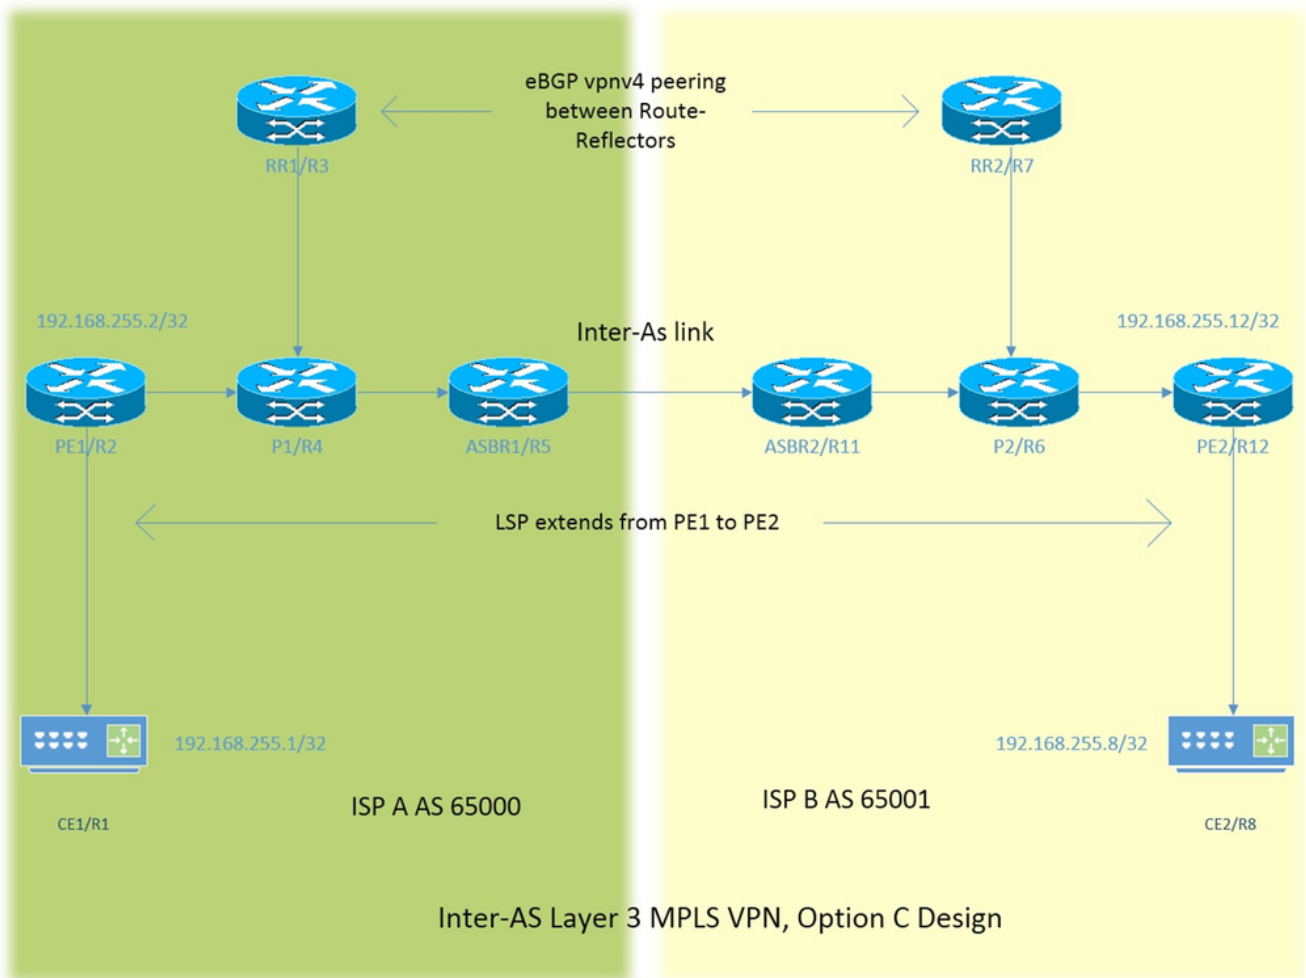 eBGP vpnv4 peering
between Route-
Reflectors
RR1/R3
RR2/R7
192.168.255.2/32
Inter-As link
192.168.255.12/32
PE1/R2
P1/R4
ASBR1/R5
ASBR2/R11
P2/R6
PE2/R12
LSP extends from PE1 to PE2
192.168.255.1/32
192.168.255.8/32
ISP A AS 65000
ISP B AS 65001
CE1/R1
CE2/R8
Inter-AS Layer 3 MPLS VPN, Option C Design